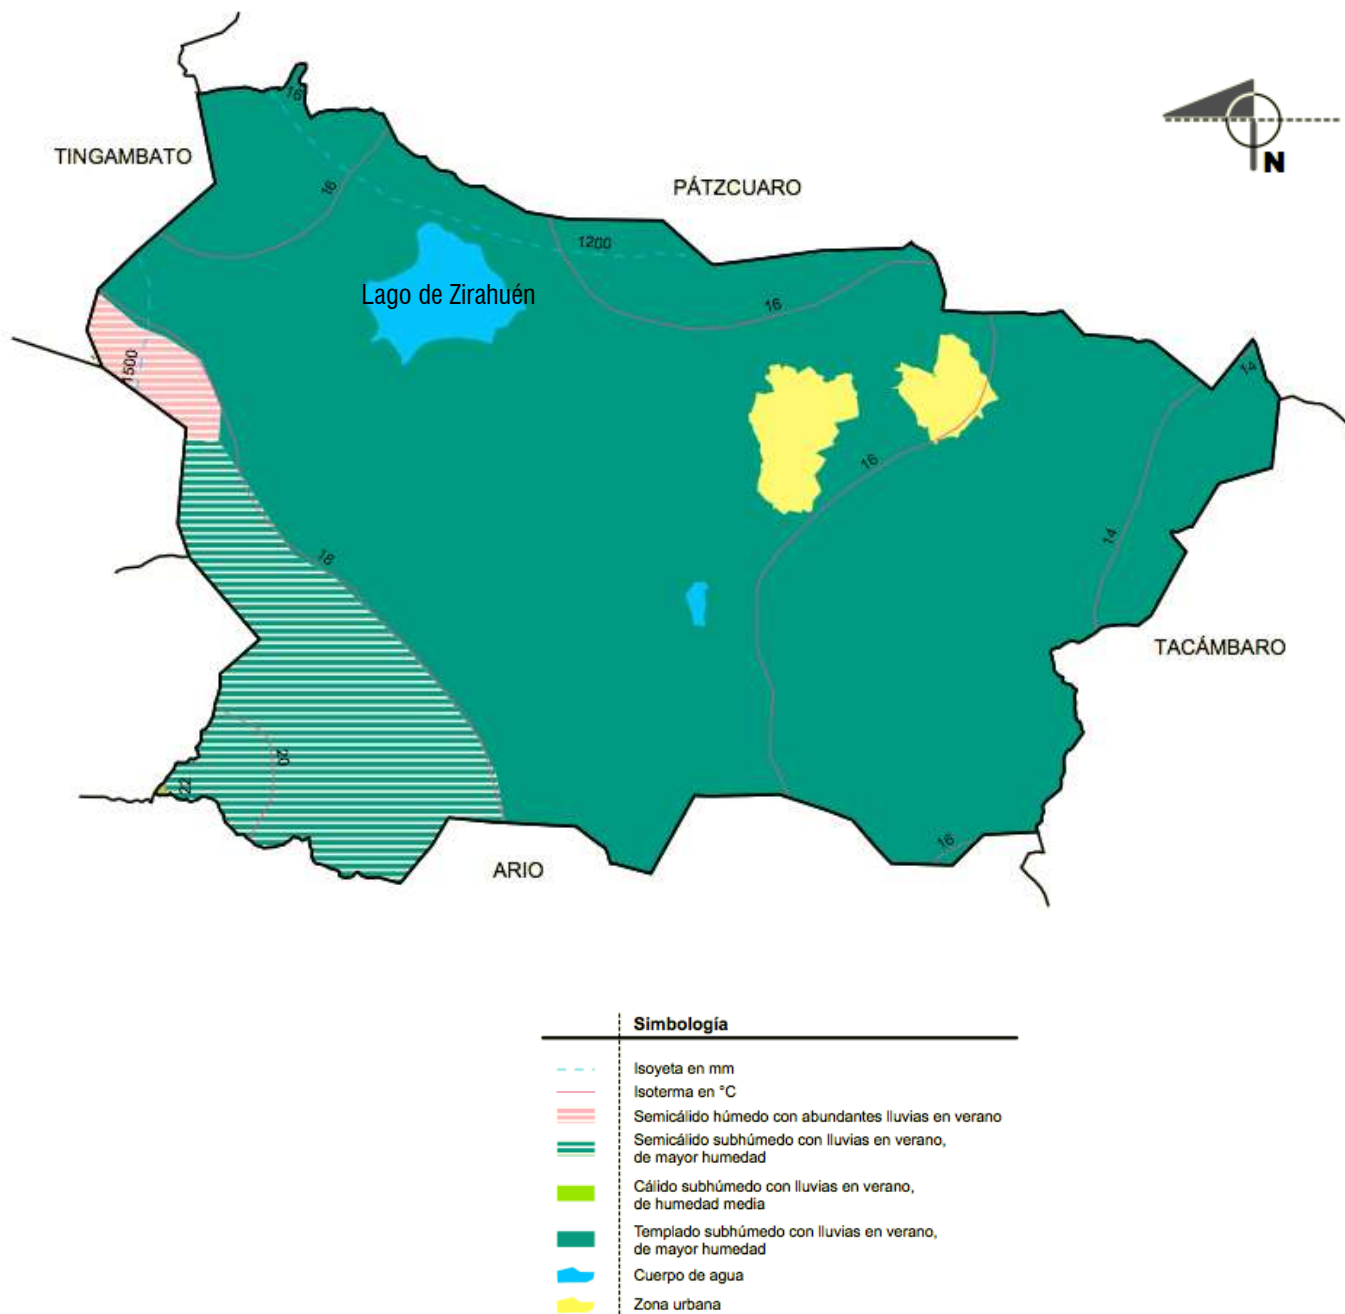 16
TINGAMBATO
N
PÁTZCUARO
16
1200
Lago de Zirahuén
16
1500
14
16
14
18
TACÁMBARO
20
22
16
ARIO
Simbología
Isoyeta en mm
Isoterma en °C
Semicálido húmedo con abundantes lluvias en verano
Semicálido subhúmedo con lluvias en verano,
de mayor humedad
Cálido subhúmedo con lluvias en verano,
de humedad media
Templado subhúmedo con lluvias en verano,
de mayor humedad
Cuerpo de agua
Zona urbana